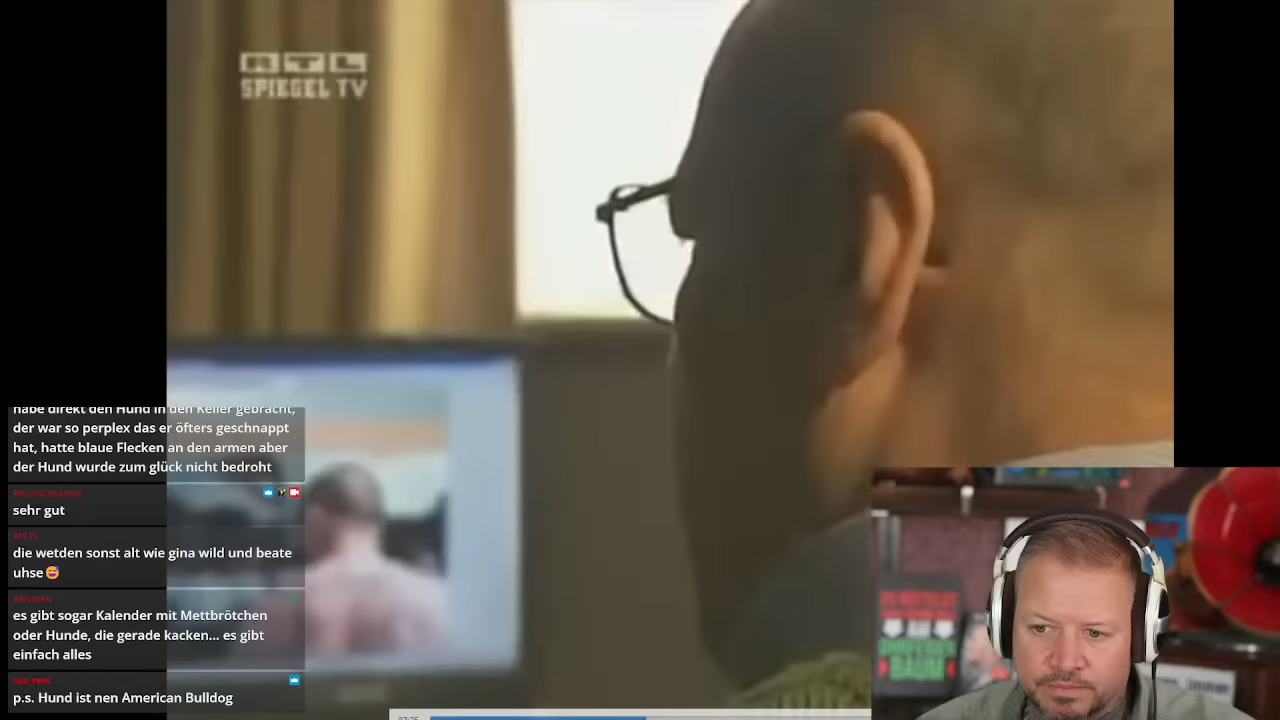 RTL
SPIEGEL TV
habe direkt den Hund in den Keller gebracht,
der war so perplex das er öfters geschnappt
hat, hatte blaue Flecken an den armen aber
der Hund wurde zum glück nicht bedroht
sehr gut
die wetden sonst alt wie gina wild und beate
uhse😅
es gibt sogar Kalender mit Mettbrötchen
oder Hunde, die gerade kacken... es gibt
einfach alles
p.s. Hund ist nen American Bulldog
BAUM